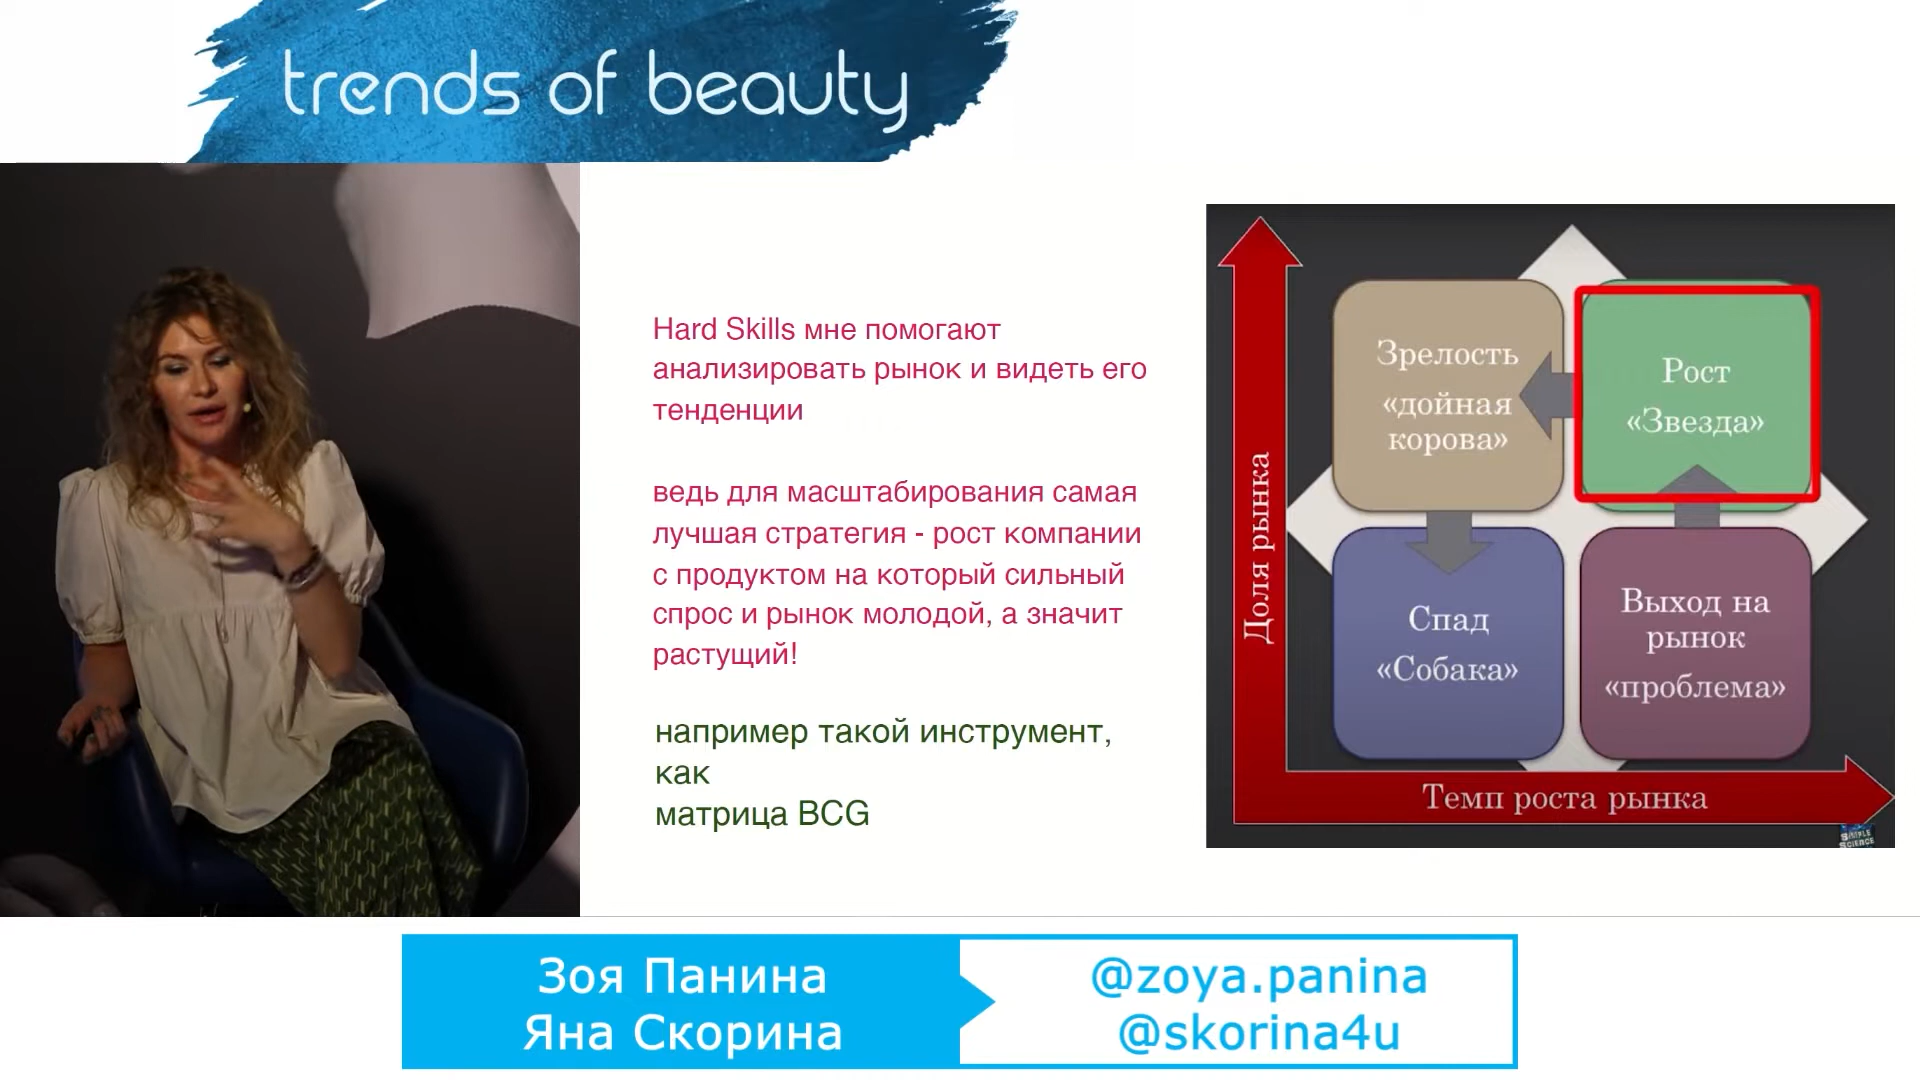 trends of beauty
Hard Skills мне помогают
анализировать рынок и видеть его
тенденции
ведь для масштабирования самая
лучшая стратегия - рост компании
с продуктом на который сильный
спрос и рынок молодой, а значит
растущий!
например такой инструмент,
как
матрица BCG
Доля рынка
Зрелость
«дойная
корова»
Рост
«Звезда»
Спад
«Собака»
Выход на
рынок
«проблема»
Темп роста рынка
SIMPLE
SCIENCE
Зоя Панина
Яна Скорина
@zoya.panina
@skorina4u